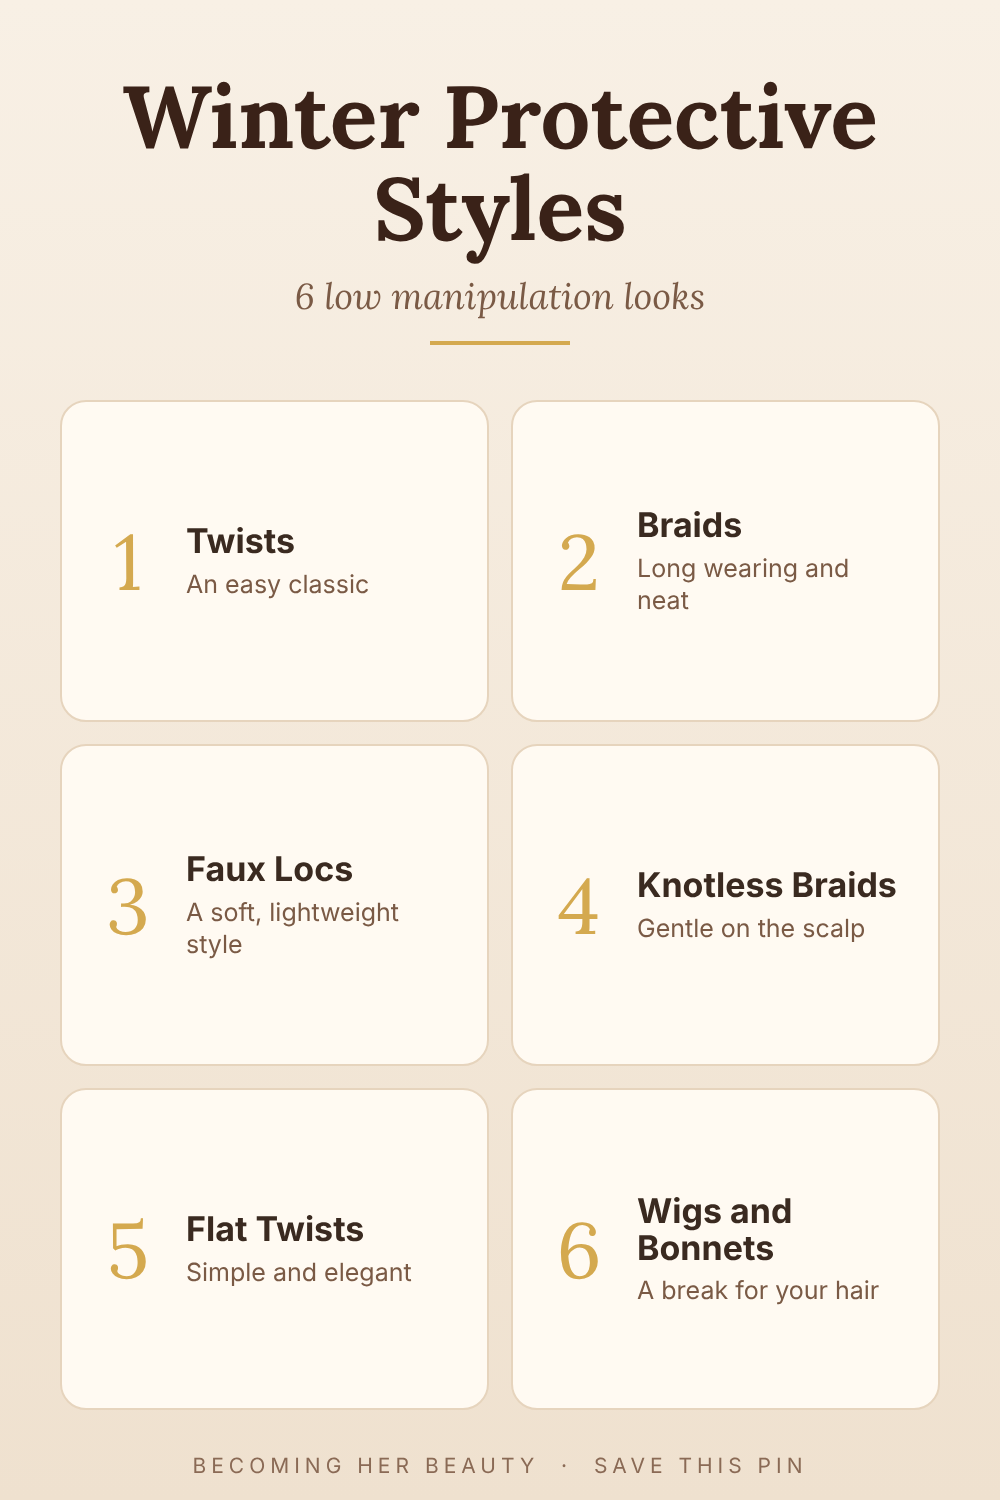 Winter Protective
Styles
6 low manipulation looks
1
Twists
An easy classic
2
Braids
Long wearing and
neat
3
Faux Locs
A soft, lightweight
style
4
Knotless Braids
Gentle on the scalp
5
Flat Twists
Simple and elegant
6
Wigs and
Bonnets
A break for your hair
BECOMING HER BEAUTY · SAVE THIS PIN